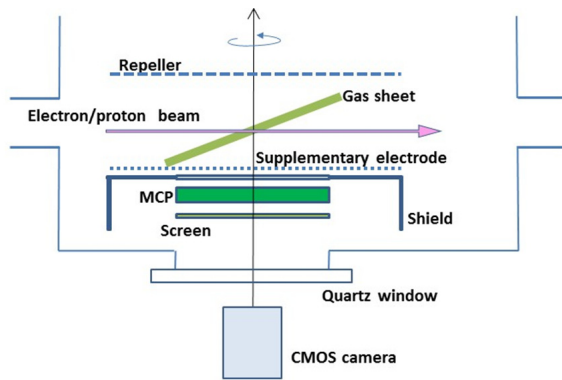 Repeller
Gas sheet
Electron/proton beam
Supplementary electrode
MCP
Shield
Screen
Quartz window
CMOS camera